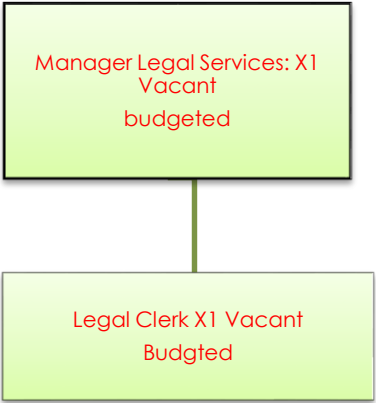 Manager Legal Services: X1
Vacant
budgeted
Legal Clerk X1 Vacant
Budgted